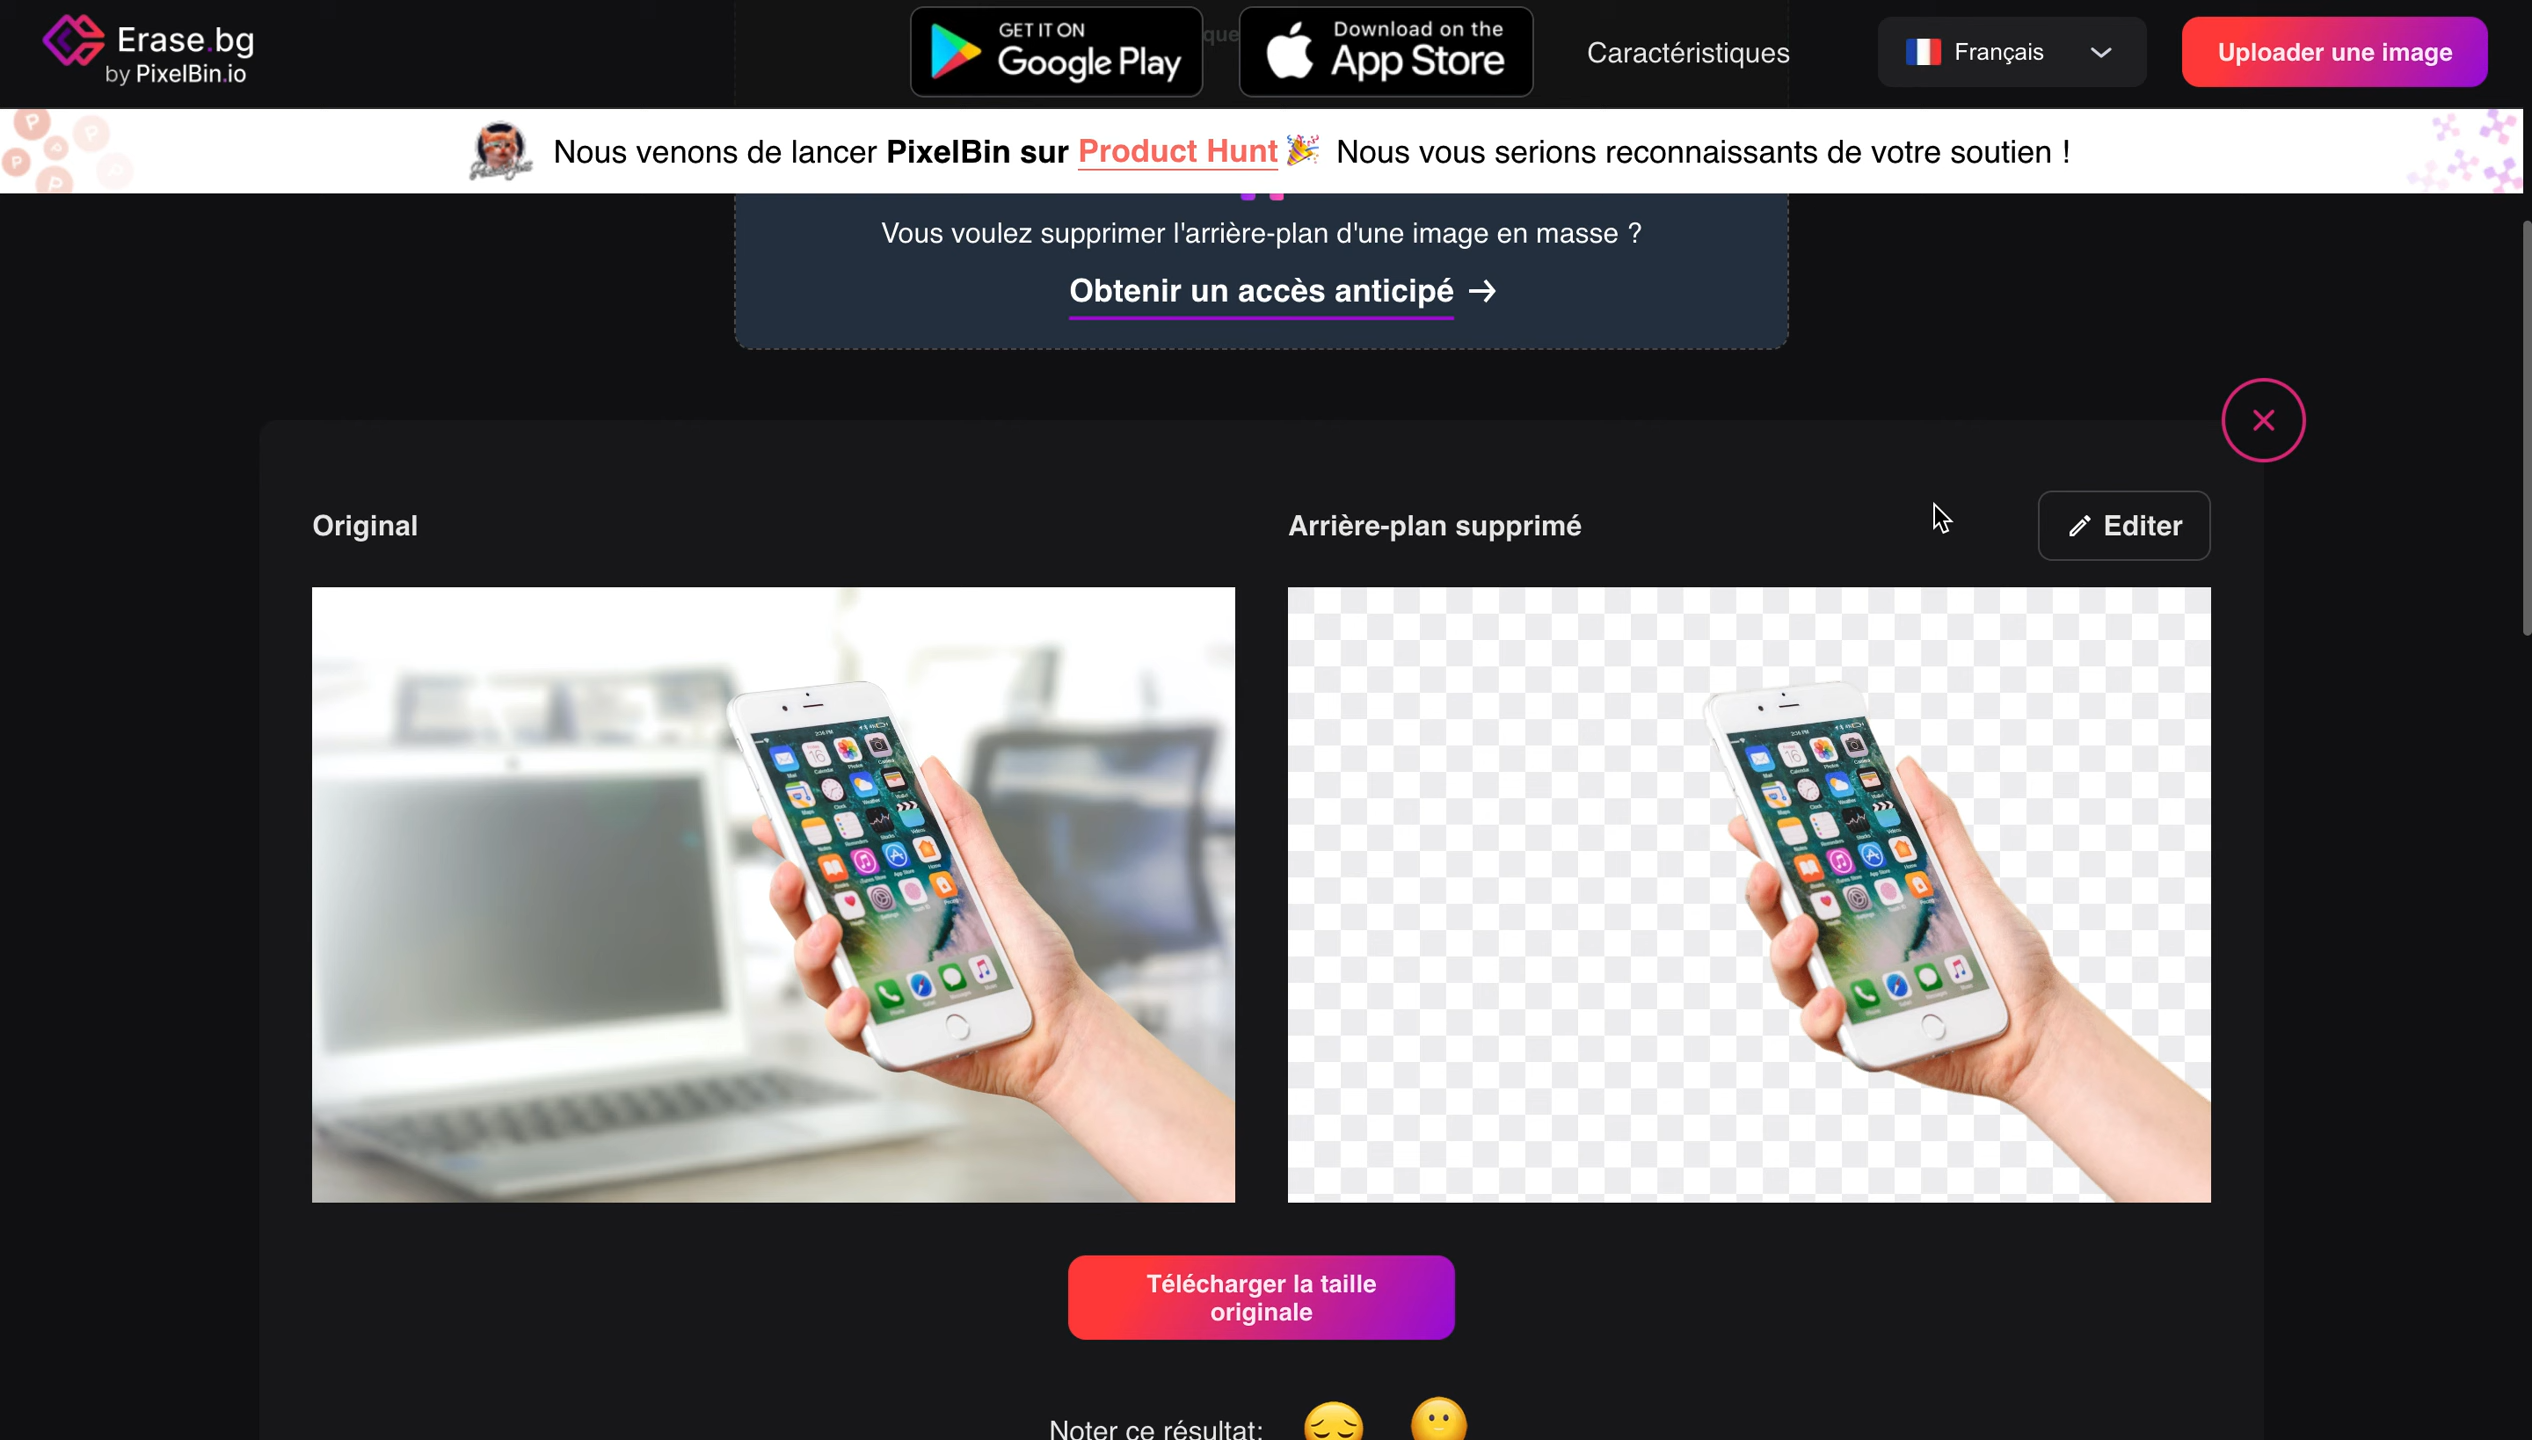 Erase.bg
by PixelBin.io
GET IT ON
Google Play
que
Download on the
App Store
Caractéristiques
Français
Uploader une image
Nous venons de lancer PixelBin sur Product Hunt 🎉 Nous vous serions reconnaissants de votre soutien !
Vous voulez supprimer l'arrière-plan d'une image en masse ?
Obtenir un accès anticipé →
Original
Arrière-plan supprimé
Editer
Télécharger la taille
originale
Noter ce résultat: